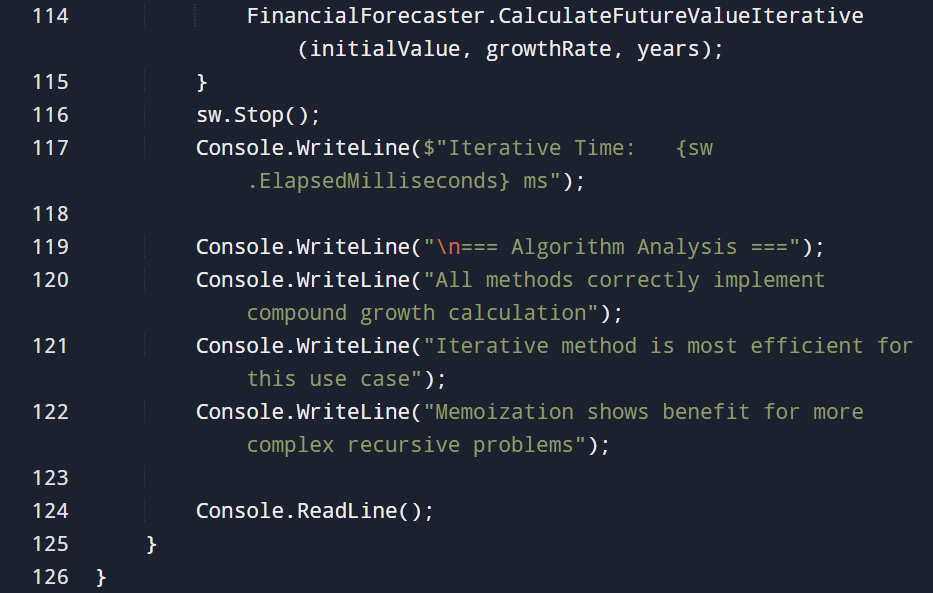 114 FinancialForecaster.CalculateFutureValueIterative
(initialValue, growthRate, years);
115 }
116 sw.Stop();
117 Console.WriteLine($"Iterative Time:   {sw
.ElapsedMilliseconds} ms");
118
119 Console.WriteLine("\n=== Algorithm Analysis ===");
120 Console.WriteLine("All methods correctly implement
compound growth calculation");
121 Console.WriteLine("Iterative method is most efficient for
this use case");
122 Console.WriteLine("Memoization shows benefit for more
complex recursive problems");
123
124 Console.ReadLine();
125 }
126 }